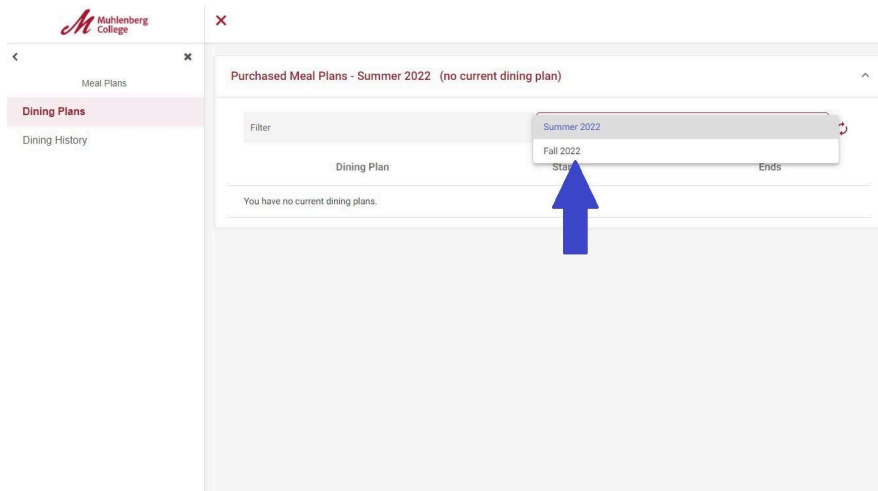 Muhlenberg
College
Meal Plans
Dining Plans
Dining History
Purchased Meal Plans - Summer 2022 (no current dining plan)
Filter
Summer 2022
Fall 2022
Dining Plan Ends
You have no current dining plans.